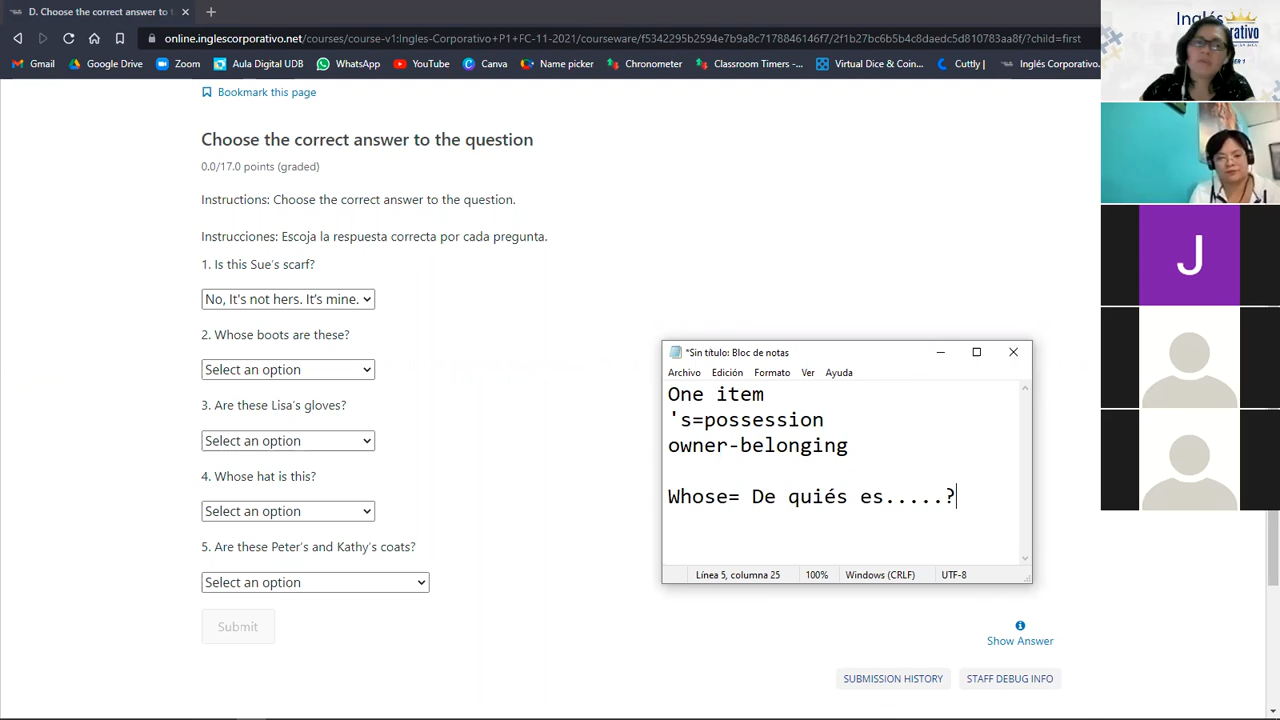 D. Choose the correct answer to t
online.inglescorporativo.net/courses/course-v1:Ingles-Corporativo+P1+FC-11-2021/courseware/f5342295b2594e7b9a8c7178846f46f7/2f1b27bc6b5b4c8daedc5d810783aa8f/?child=first
Gmail Google Drive Zoom Aula Digital UDB WhatsApp YouTube Canva Name picker Chronometer Classroom Timers -... Virtual Dice & Coin... Cuttly | Inglés Corporativo.
Inglés
Bookmark this page
Choose the correct answer to the question
0.0/17.0 points (graded)
Instructions: Choose the correct answer to the question.
Instrucciones: Escoja la respuesta correcta por cada pregunta.
1. Is this Sue's scarf?
No, It's not hers. It's mine.
2. Whose boots are these?
Select an option
3. Are these Lisa's gloves?
Select an option
4. Whose hat is this?
Select an option
5. Are these Peter's and Kathy's coats?
Select an option
Submit
Show Answer
SUBMISSION HISTORY STAFF DEBUG INFO
*Sin título: Bloc de notas
Archivo Edición Formato Ver Ayuda
One item
's=possession
owner-belonging
Whose= De quiés es.....?
Línea 5, columna 25 100% Windows (CRLF) UTF-8
J